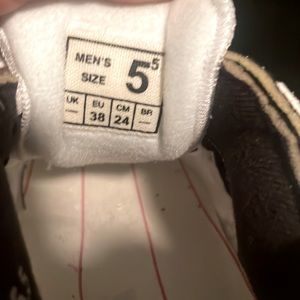 MEN'S SIZE 5⁵
UK EU CM BR
— 38 24 —